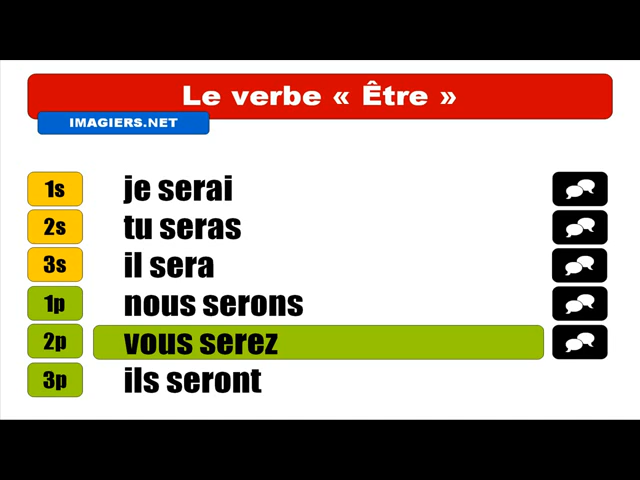 Le verbe « Être »
IMAGIERS.NET
1s je serai
2s tu seras
3s il sera
1p nous serons
2p vous serez
3p ils seront